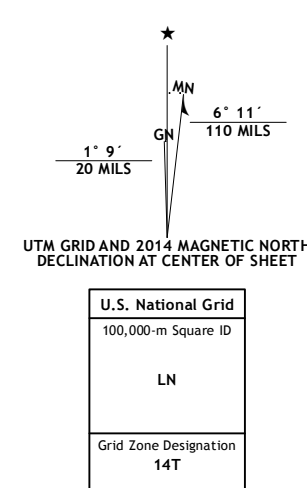 ★
MN
GN
6° 11´
110 MILS
1° 9´
20 MILS
UTM GRID AND 2014 MAGNETIC NORTH
DECLINATION AT CENTER OF SHEET
U.S. National Grid
100,000-m Square ID
LN
Grid Zone Designation
14T